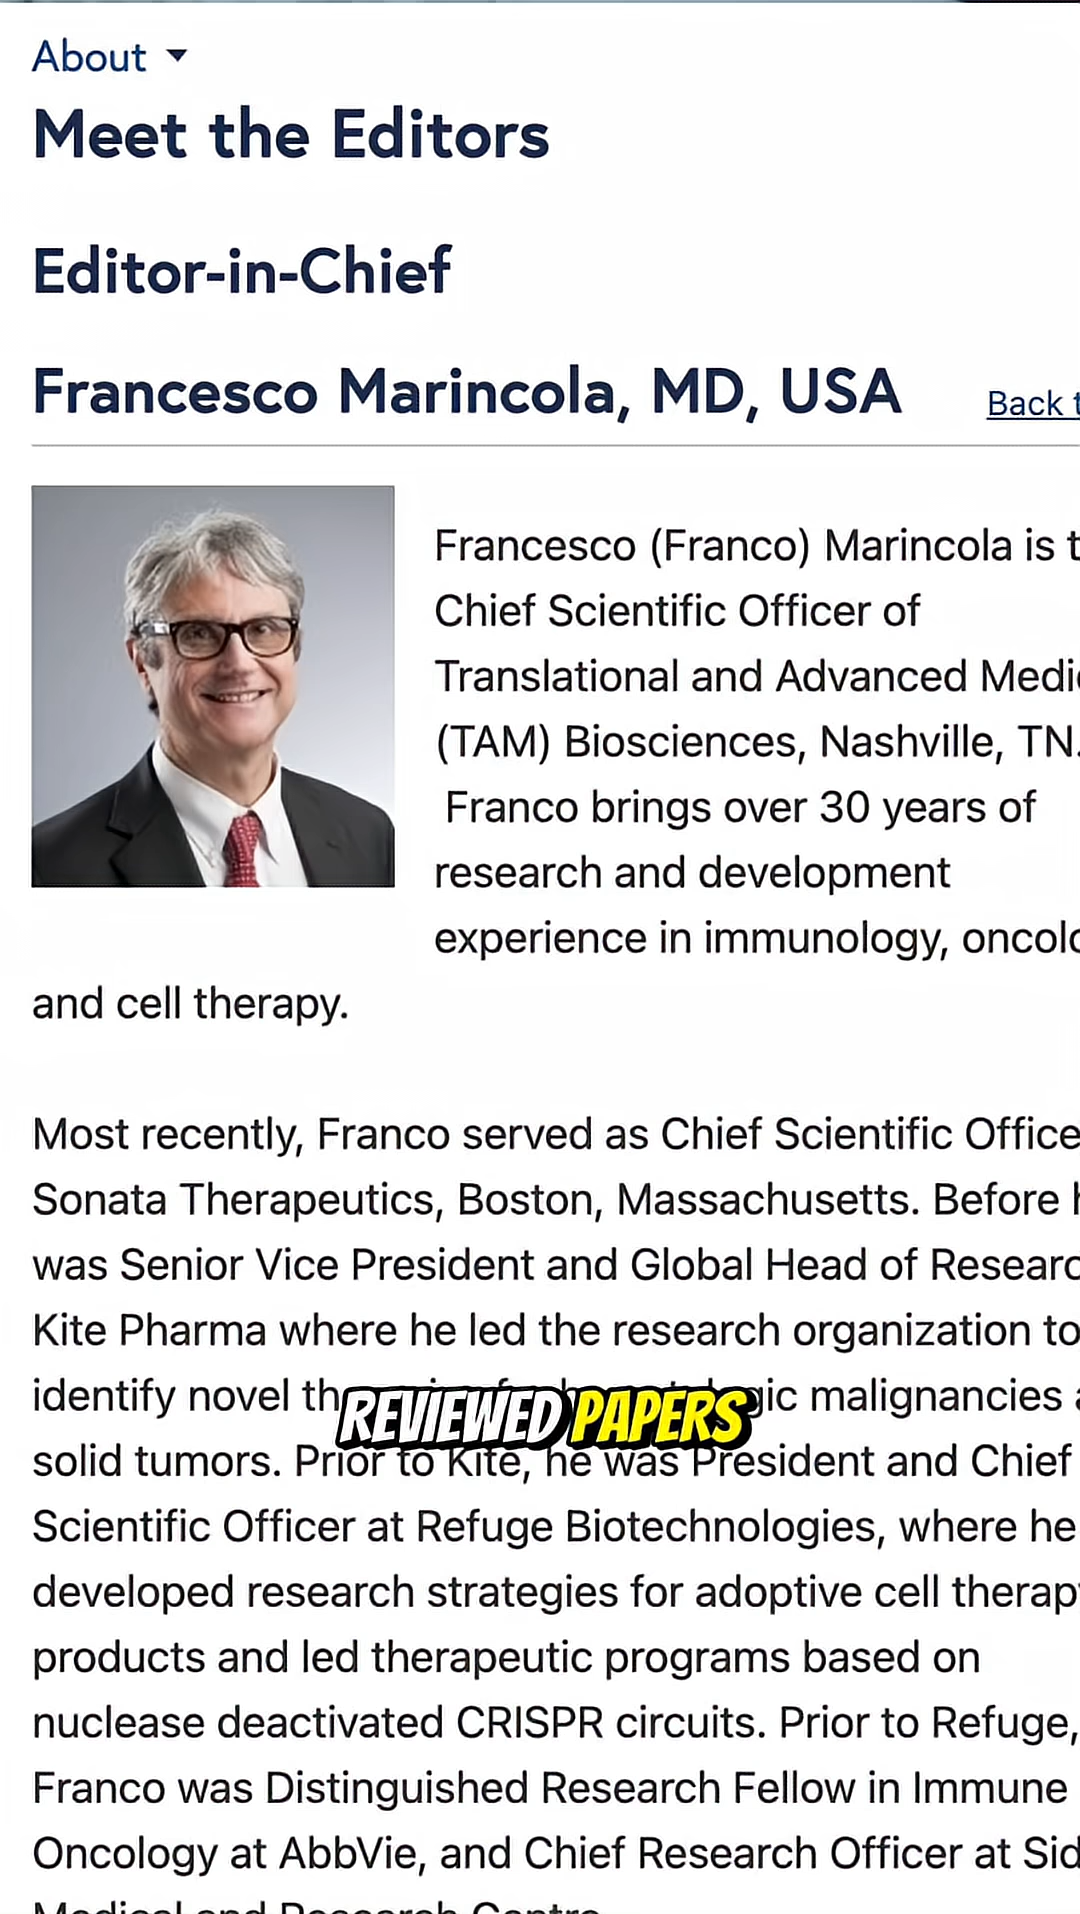 About
Meet the Editors
Editor-in-Chief
Francesco Marincola, MD, USA
Back
Francesco (Franco) Marincola is
Chief Scientific Officer of
Translational and Advanced
(TAM) Biosciences, Nashville, TN.
Franco brings over 30 years of
research and development
experience in immunology,
and cell therapy.
Most recently, Franco served as Chief Scientific
Sonata Therapeutics, Boston, Massachusetts. Before
was Senior Vice President and Global Head of
Kite Pharma where he led the research organization to
identify novel malignancies
REVIEWED PAPERS
solid tumors. Prior to Kite, he was President and Chief
Scientific Officer at Refuge Biotechnologies, where he
developed research strategies for adoptive cell
products and led therapeutic programs based on
nuclease deactivated CRISPR circuits. Prior to Refuge,
Franco was Distinguished Research Fellow in Immune
Oncology at AbbVie, and Chief Research Officer at